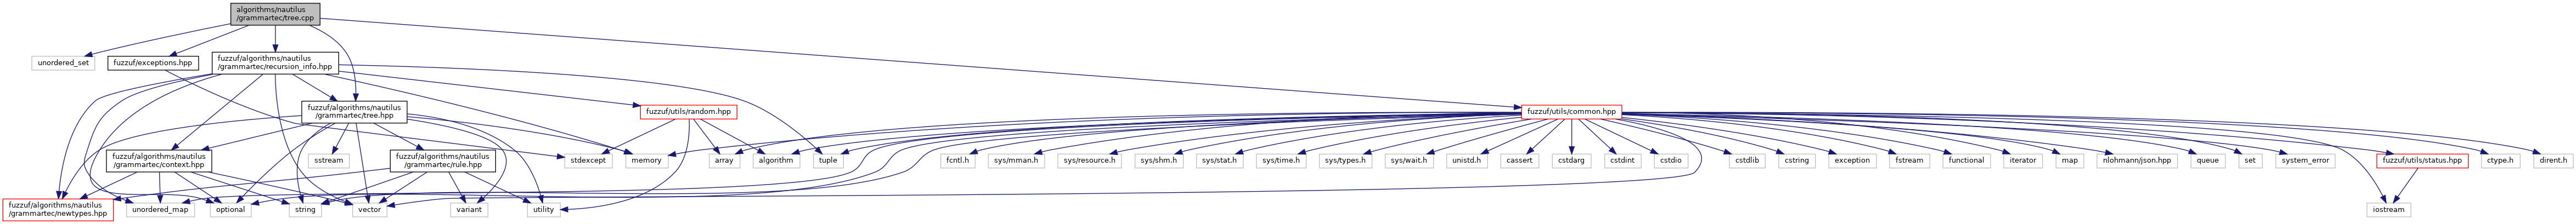 algorithms/nautilus
/grammartec/tree.cpp
unordered_set
fuzzuf/exceptions.hpp
fuzzuf/algorithms/nautilus
/grammartec/recursion_info.hpp
fuzzuf/algorithms/nautilus
/grammartec/tree.hpp
fuzzuf/utils/random.hpp
fuzzuf/utils/common.hpp
fuzzuf/algorithms/nautilus
/grammartec/context.hpp
sstream
fuzzuf/algorithms/nautilus
/grammartec/rule.hpp
stdexcept
memory
array
algorithm
tuple
fcntl.h
sys/mman.h
sys/resource.h
sys/shm.h
sys/stat.h
sys/time.h
sys/types.h
sys/wait.h
unistd.h
cassert
cstdarg
cstdint
cstdio
cstdlib
cstring
exception
fstream
functional
iterator
map
nlohmann/json.hpp
queue
set
system_error
fuzzuf/utils/status.hpp
ctype.h
dirent.h
fuzzuf/algorithms/nautilus
/grammartec/newtypes.hpp
unordered_map
optional
string
vector
variant
utility
iostream